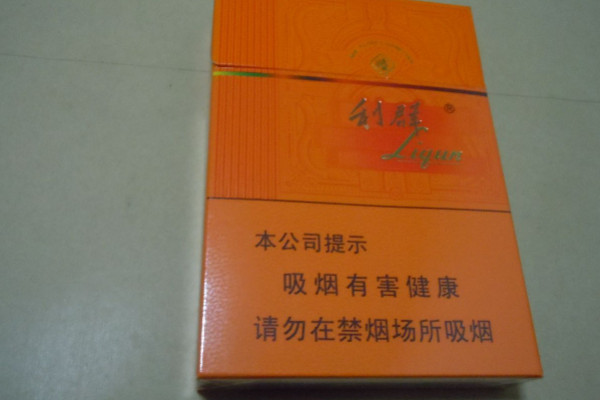 利群®
Liqun
本公司提示
吸烟有害健康
请勿在禁烟场所吸烟